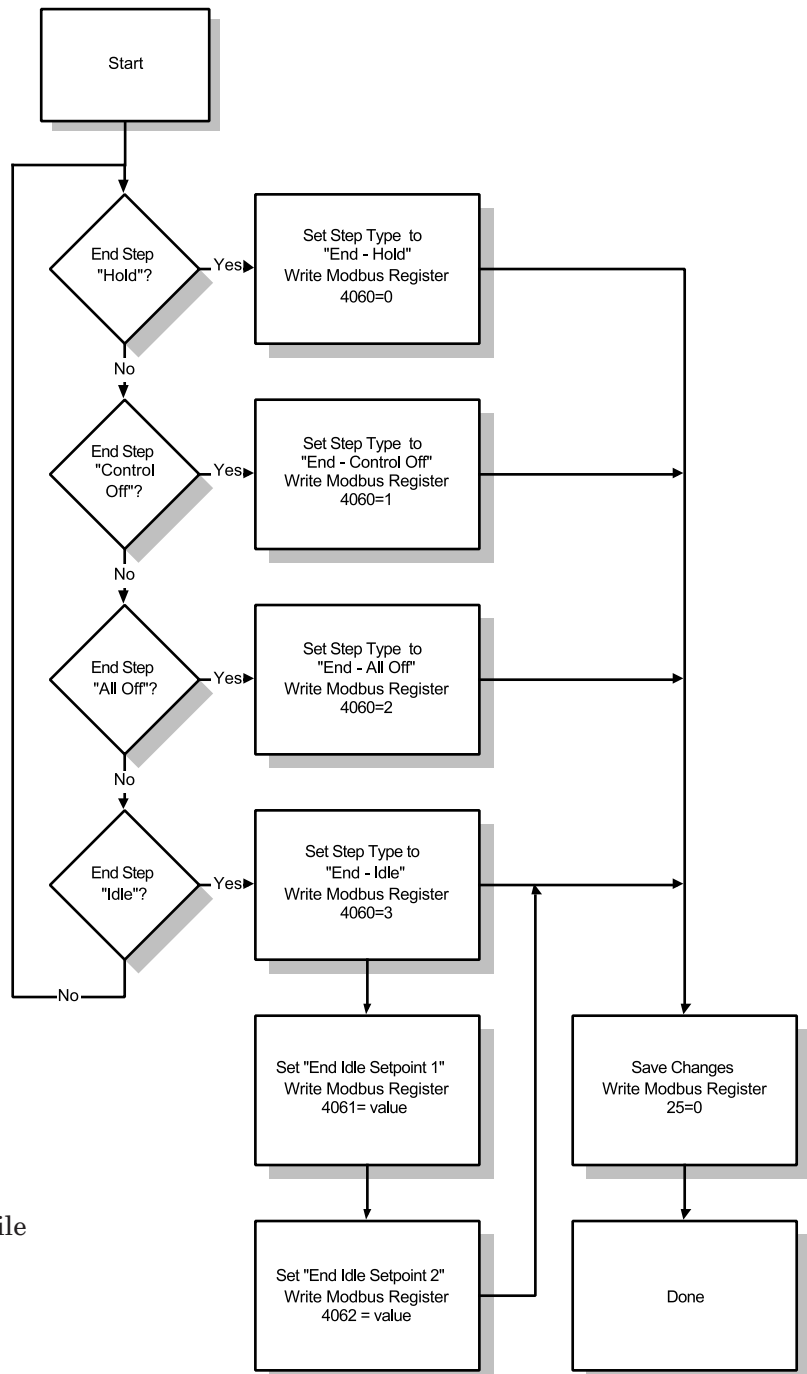 Start
End Step
"Hold"?
Yes
Set Step Type to
"End - Hold"
Write Modbus Register
4060=0
No
End Step
"Control
Off"?
Yes
Set Step Type to
"End - Control Off"
Write Modbus Register
4060=1
No
End Step
"All Off"?
Yes
Set Step Type to
"End - All Off"
Write Modbus Register
4060=2
No
End Step
"Idle"?
Yes
Set Step Type to
"End - Idle"
Write Modbus Register
4060=3
No
Set "End Idle Setpoint 1"
Write Modbus Register
4061= value
Save Changes
Write Modbus Register
25=0
ile
Set "End Idle Setpoint 2"
Write Modbus Register
4062 = value
Done